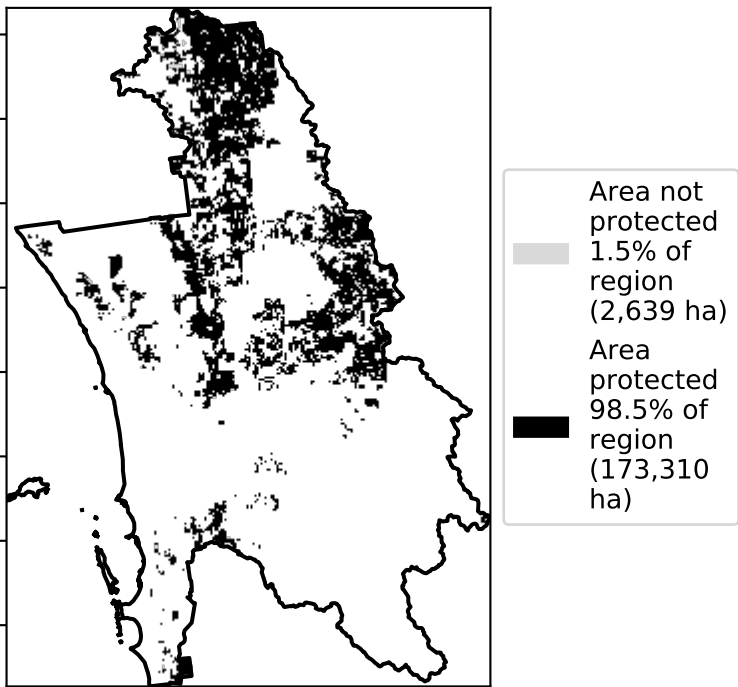 Area not
protected
1.5% of
region
(2,639 ha)
Area
protected
98.5% of
region
(173,310
ha)